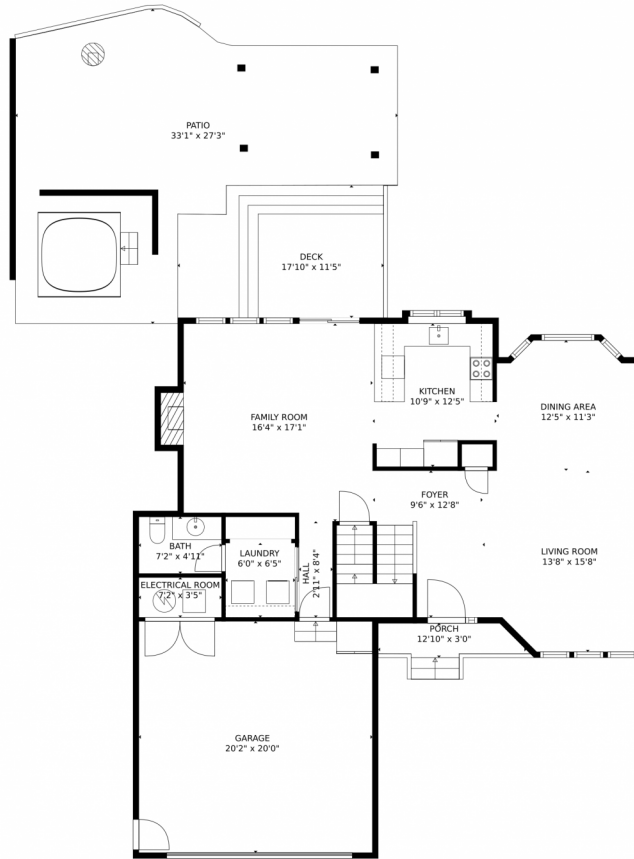 PATIO
33'1" x 27'3"
DECK
17'10" x 11'5"
KITCHEN
10'9" x 12'5"
FAMILY ROOM
16'4" x 17'1"
DINING AREA
12'5" x 11'3"
FOYER
9'6" x 12'8"
BATH
7'2" x 4'11"
LAUNDRY
6'0" x 6'5"
HALL
2'11" x 8'4"
LIVING ROOM
13'8" x 15'8"
ELECTRICAL ROOM
7'2" x 3'5"
PORCH
12'10" x 3'0"
GARAGE
20'2" x 20'0"